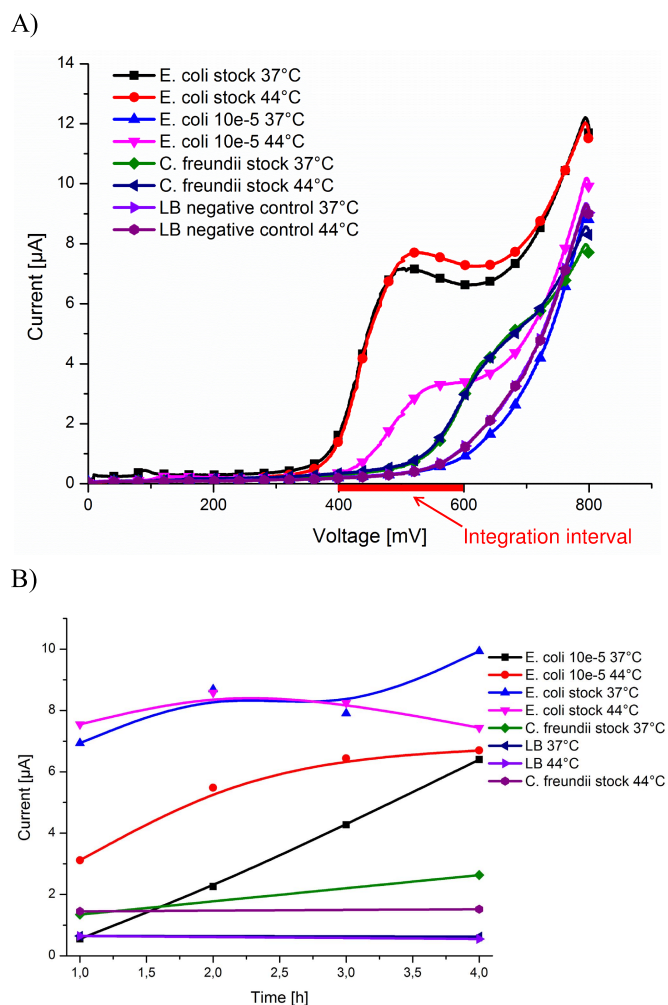 A)
14
12
10
8
6
4
2
0
Current [µA]
E. coli stock 37°C
E. coli stock 44°C
E. coli 10e-5 37°C
E. coli 10e-5 44°C
C. freundii stock 37°C
C. freundii stock 44°C
LB negative control 37°C
LB negative control 44°C
0 200 400 600 800
Voltage [mV]
Integration interval
B)
10
8
6
4
2
0
Current [µA]
E. coli 10e-5 37°C
E. coli 10e-5 44°C
E. coli stock 37°C
E. coli stock 44°C
C. freundii stock 37°C
LB 37°C
LB 44°C
C. freundii stock 44°C
1,0 1,5 2,0 2,5 3,0 3,5 4,0
Time [h]